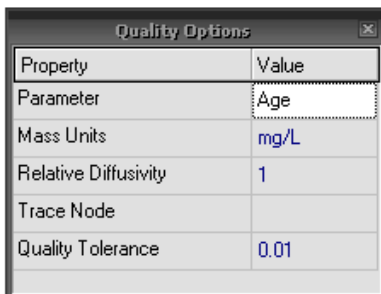 Quality Options
Property Value
Parameter Age
Mass Units mg/L
Relative Diffusivity 1
Trace Node
Quality Tolerance 0.01